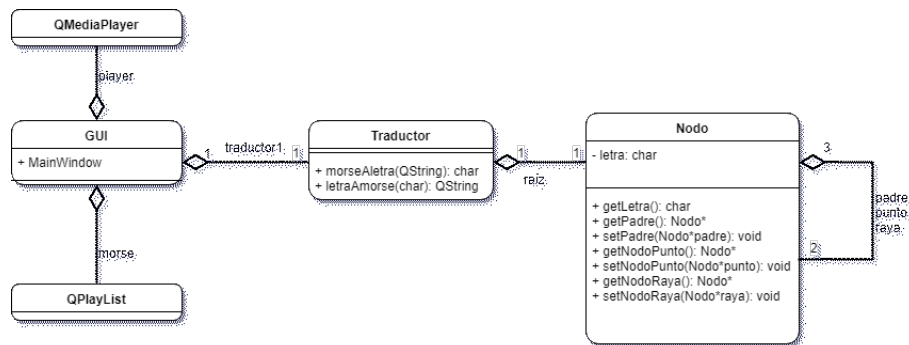 QMediaPlayer
player
GUI
+ MainWindow
1
traductor1
1
Traductor
+ morseAletra(QString): char
+ letraAmorse(char): QString
1
raiz
1
Nodo
- letra: char
+ getLetra(): char
+ getPadre(): Nodo*
+ setPadre(Nodo*padre): void
+ getNodoPunto(): Nodo*
+ setNodoPunto(Nodo*punto): void
+ getNodoRaya(): Nodo*
+ setNodoRaya(Nodo*raya): void
3
padre
punto
raya
2
morse
QPlayList